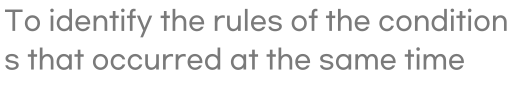 To identify the rules of the condition
s that occurred at the same time